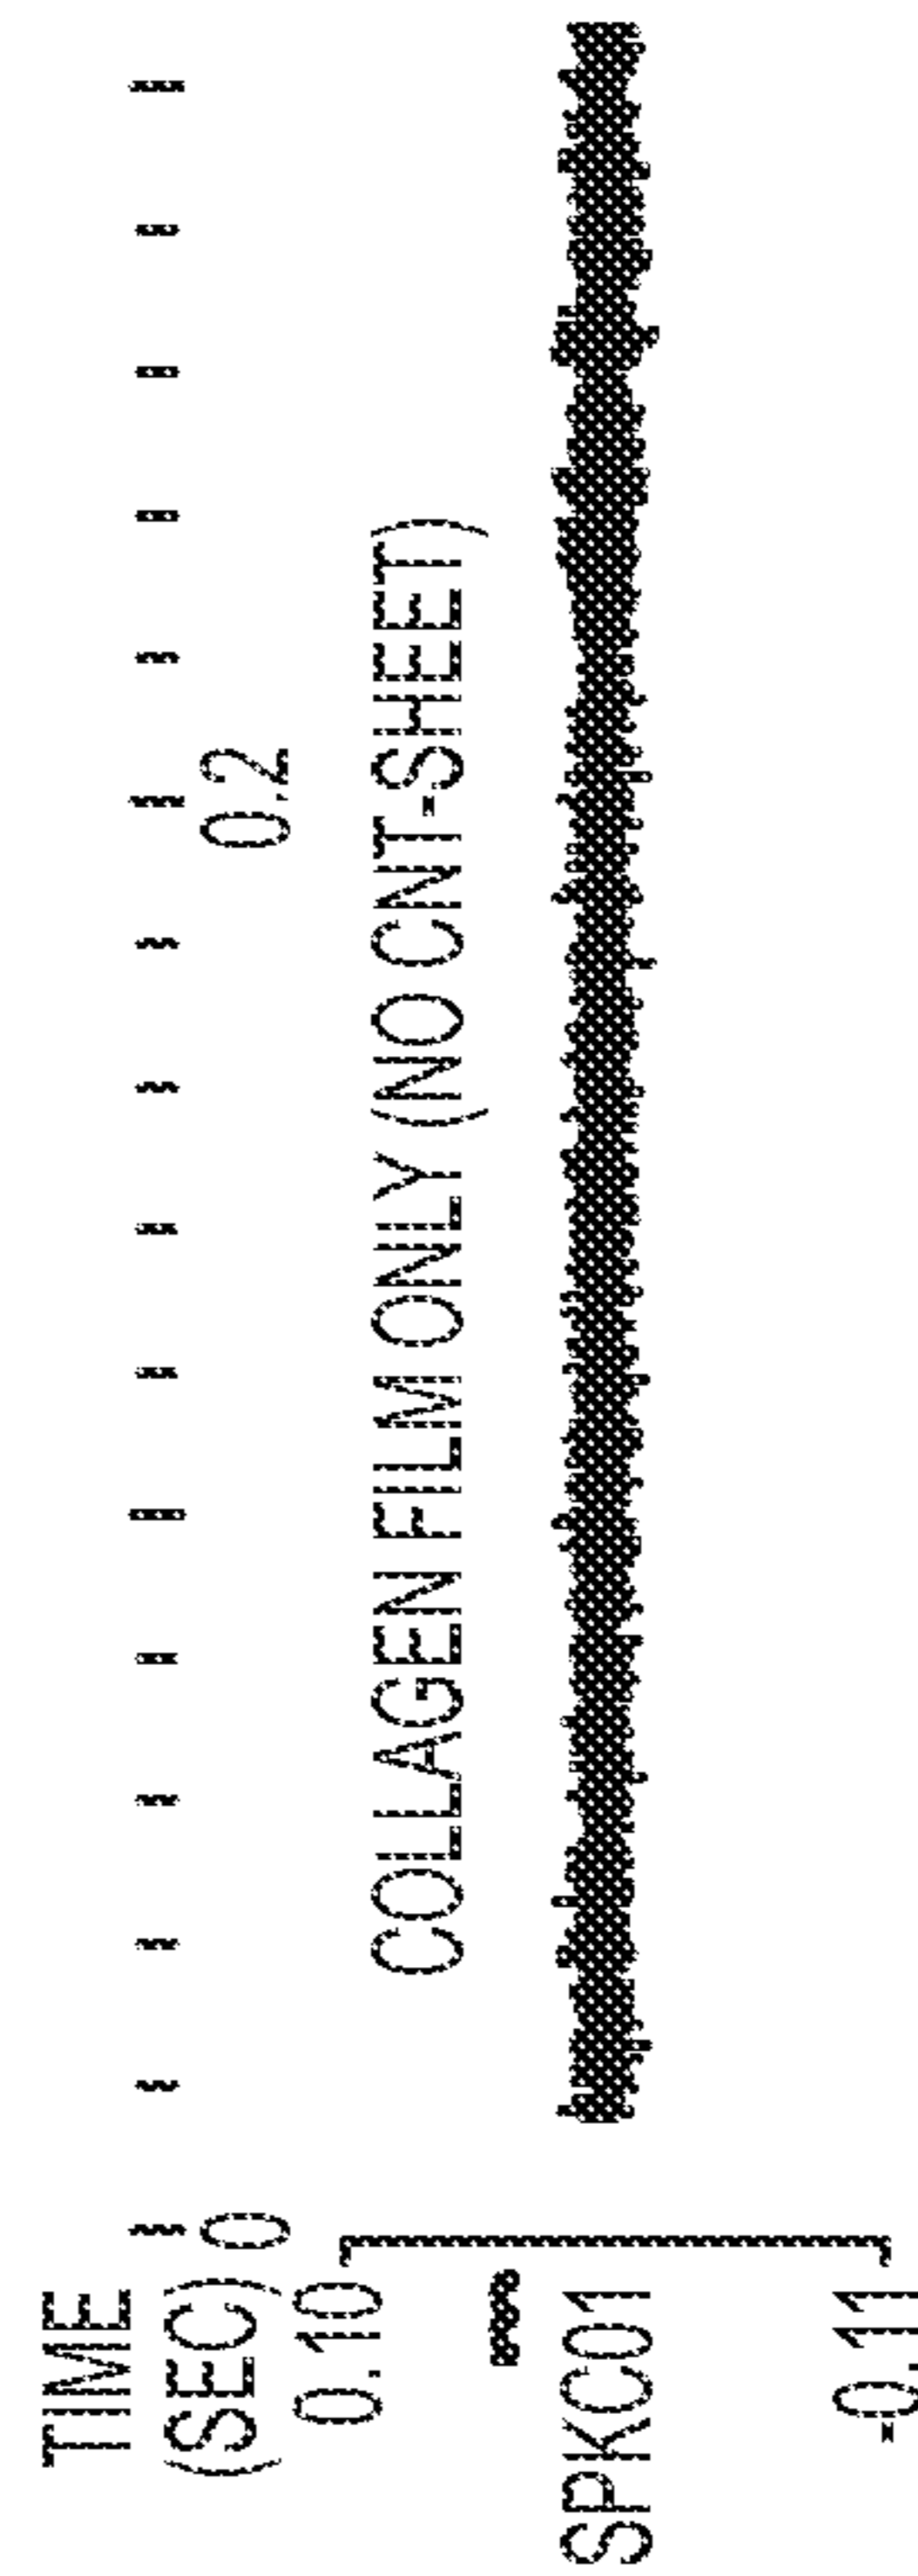 TIME
(SEC) 0 0.2
0.10
COLLAGEN FILM ONLY (NO CNT-SHEET)
SPKC01
-0.11